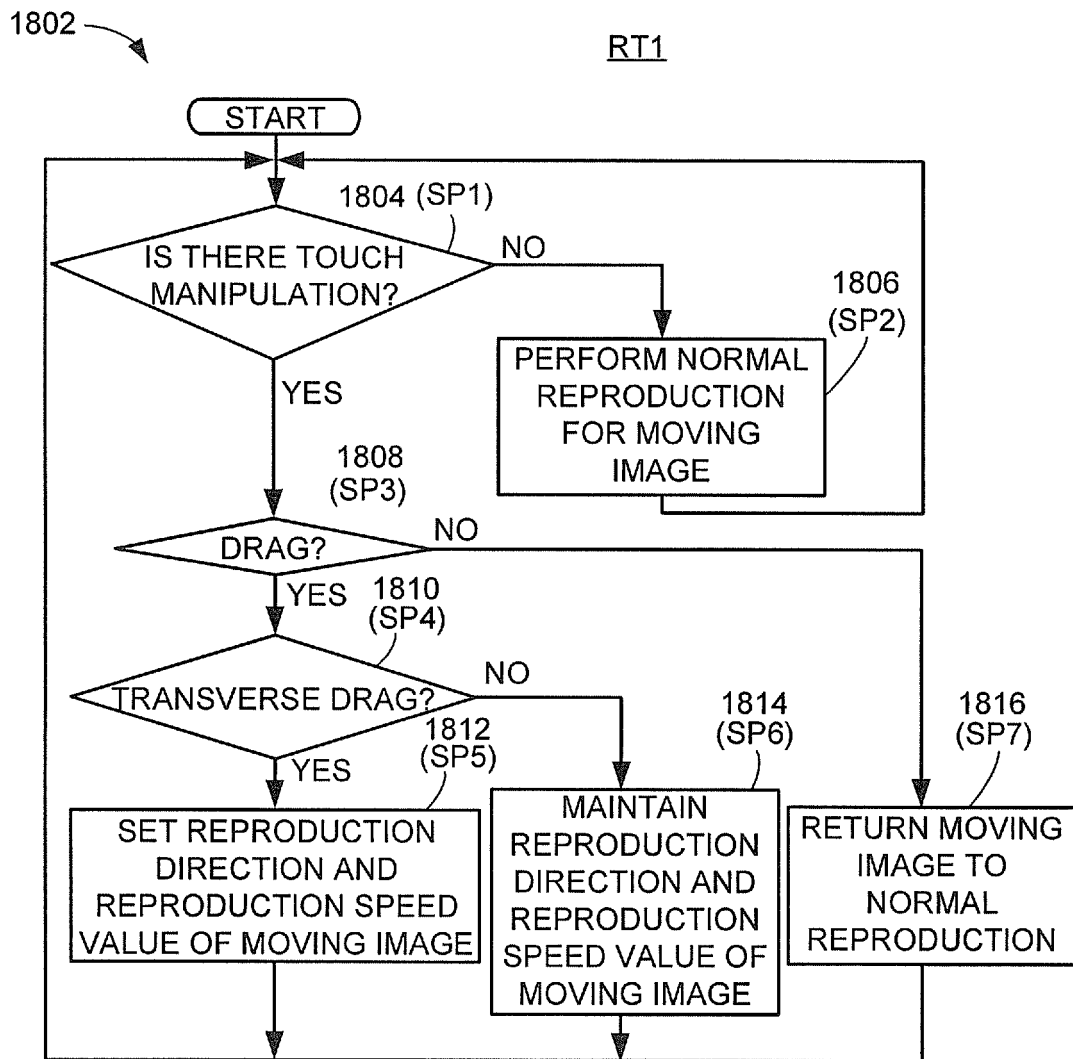 1802
RT1
START
1804 (SP1)
IS THERE TOUCH
MANIPULATION?
NO
1806
(SP2)
PERFORM NORMAL
REPRODUCTION
FOR MOVING
IMAGE
YES
1808
(SP3)
DRAG?
NO
YES
1810
(SP4)
TRANSVERSE DRAG?
NO
1812
(SP5)
YES
1814
(SP6)
1816
(SP7)
SET REPRODUCTION
DIRECTION AND
REPRODUCTION SPEED
VALUE OF MOVING IMAGE
MAINTAIN
REPRODUCTION
DIRECTION AND
REPRODUCTION
SPEED VALUE OF
MOVING IMAGE
RETURN MOVING
IMAGE TO
NORMAL
REPRODUCTION